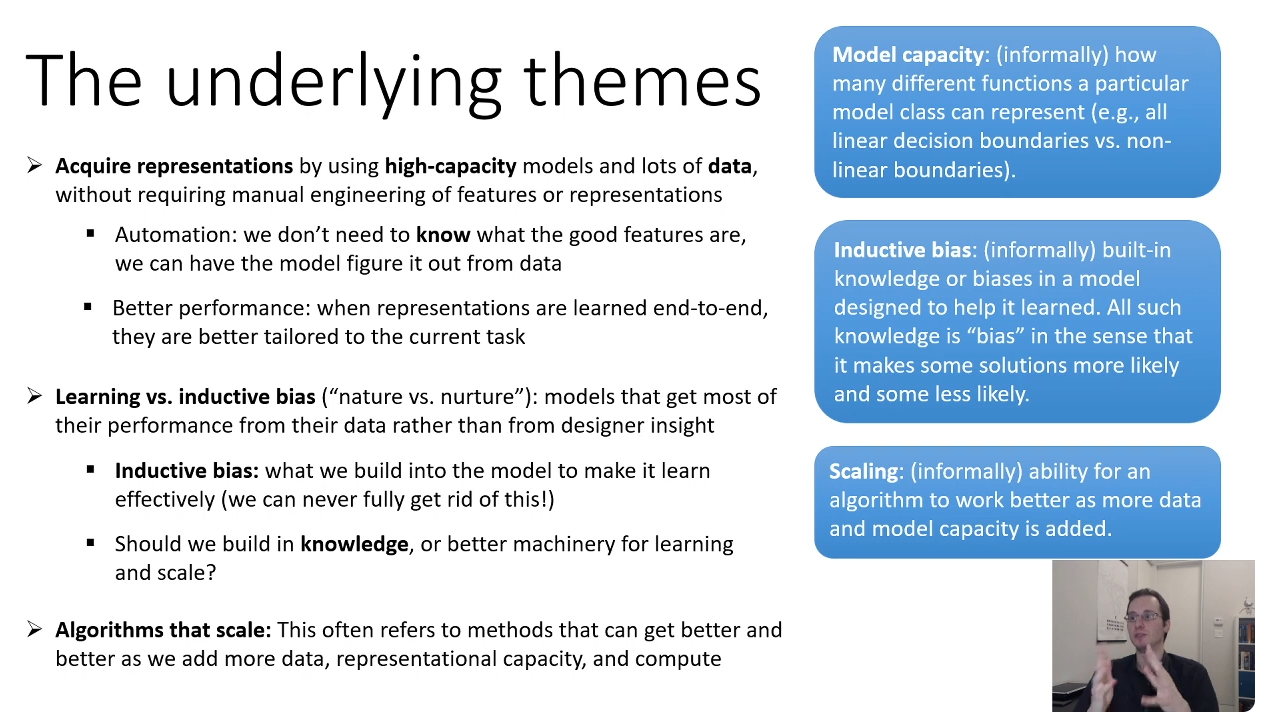 The underlying themes
➢ Acquire representations by using high-capacity models and lots of data,
without requiring manual engineering of features or representations
▪ Automation: we don’t need to know what the good features are,
we can have the model figure it out from data
▪ Better performance: when representations are learned end-to-end,
they are better tailored to the current task
➢ Learning vs. inductive bias (“nature vs. nurture”): models that get most of
their performance from their data rather than from designer insight
▪ Inductive bias: what we build into the model to make it learn
effectively (we can never fully get rid of this!)
▪ Should we build in knowledge, or better machinery for learning
and scale?
➢ Algorithms that scale: This often refers to methods that can get better and
better as we add more data, representational capacity, and compute
Model capacity: (informally) how
many different functions a particular
model class can represent (e.g., all
linear decision boundaries vs. non-
linear boundaries).
Inductive bias: (informally) built-in
knowledge or biases in a model
designed to help it learned. All such
knowledge is “bias” in the sense that
it makes some solutions more likely
and some less likely.
Scaling: (informally) ability for an
algorithm to work better as more data
and model capacity is added.